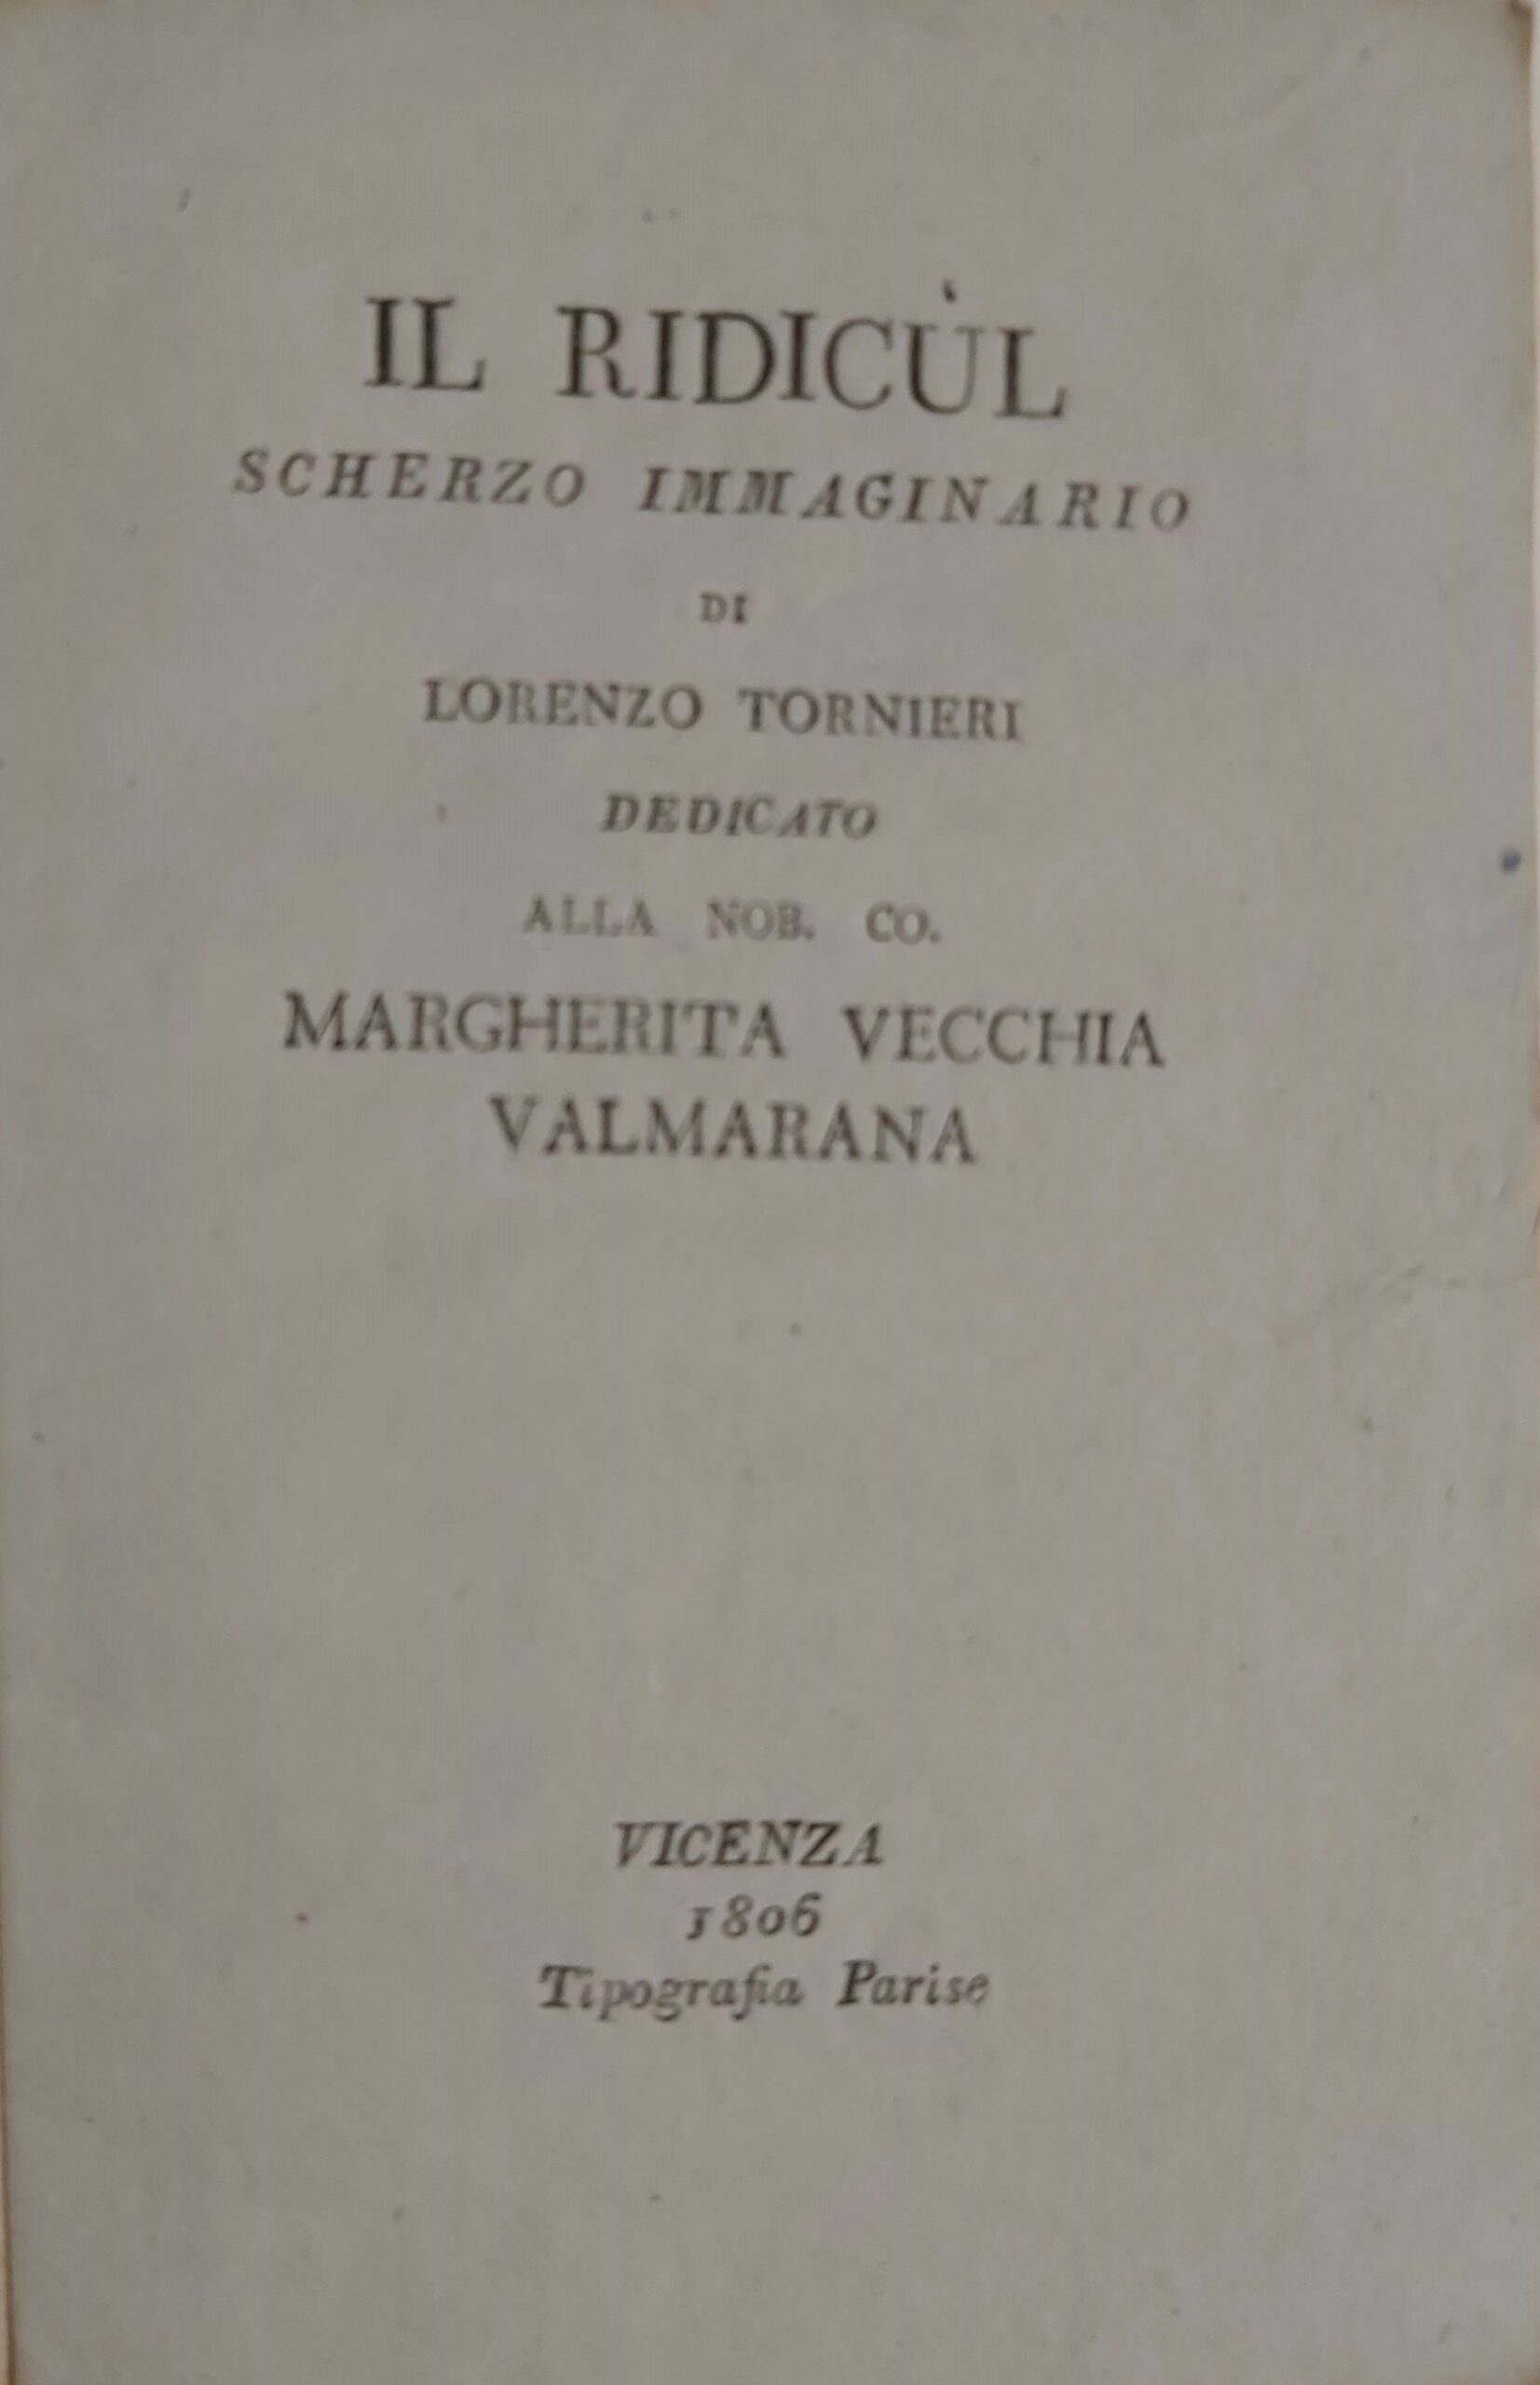 IL RIDICÙL
SCHERZO IMMAGINARIO
DI
LORENZO TORNIERI
DEDICATO
ALLA NOB. CO.
MARGHERITA VECCHIA
VALMARANA
VICENZA
1806
Tipografia Parise